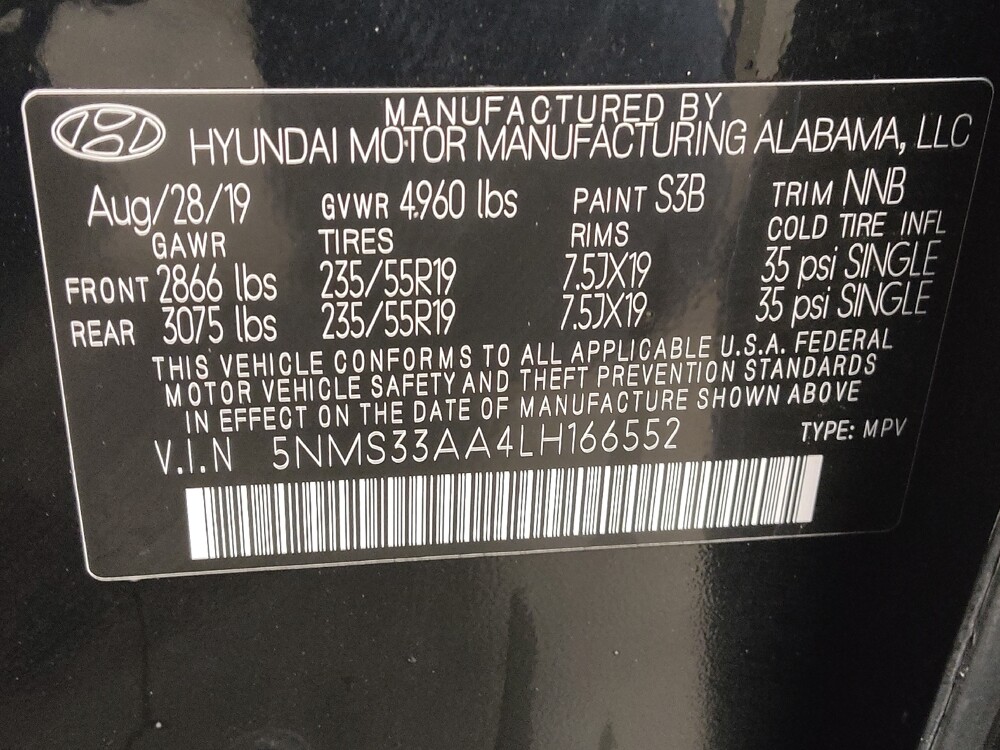 MANUFACTURED BY
HYUNDAI MOTOR MANUFACTURING ALABAMA, LLC
Aug/28/19 GVWR 4960 lbs PAINT S3B TRIM NNB
GAWR TIRES RIMS COLD TIRE INFL
FRONT 2866 lbs 235/55R19 7.5JX19 35 psi SINGLE
REAR 3075 lbs 235/55R19 7.5JX19 35 psi SINGLE
THIS VEHICLE CONFORMS TO ALL APPLICABLE U.S.A. FEDERAL
MOTOR VEHICLE SAFETY AND THEFT PREVENTION STANDARDS
IN EFFECT ON THE DATE OF MANUFACTURE SHOWN ABOVE
V.I.N 5NMS33AA4LH166552 TYPE: MPV